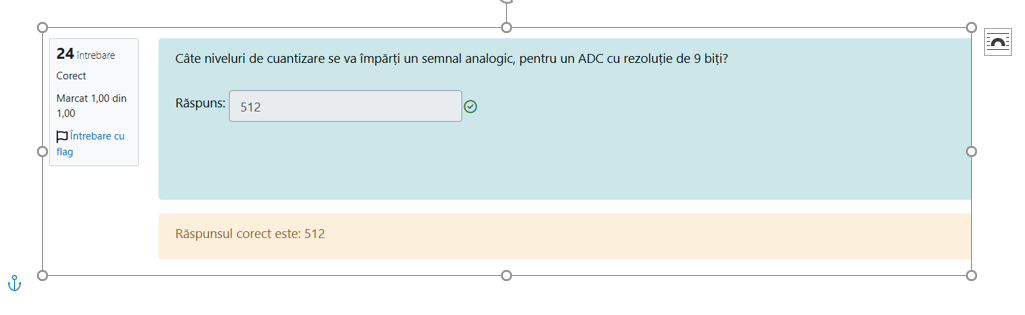 24 întrebare
Corect
Marcat 1,00 din
1,00
Întrebare cu
flag
Câte niveluri de cuantizare se va împărți un semnal analogic, pentru un ADC cu rezoluție de 9 biți?
Răspuns: 512
Răspunsul corect este: 512